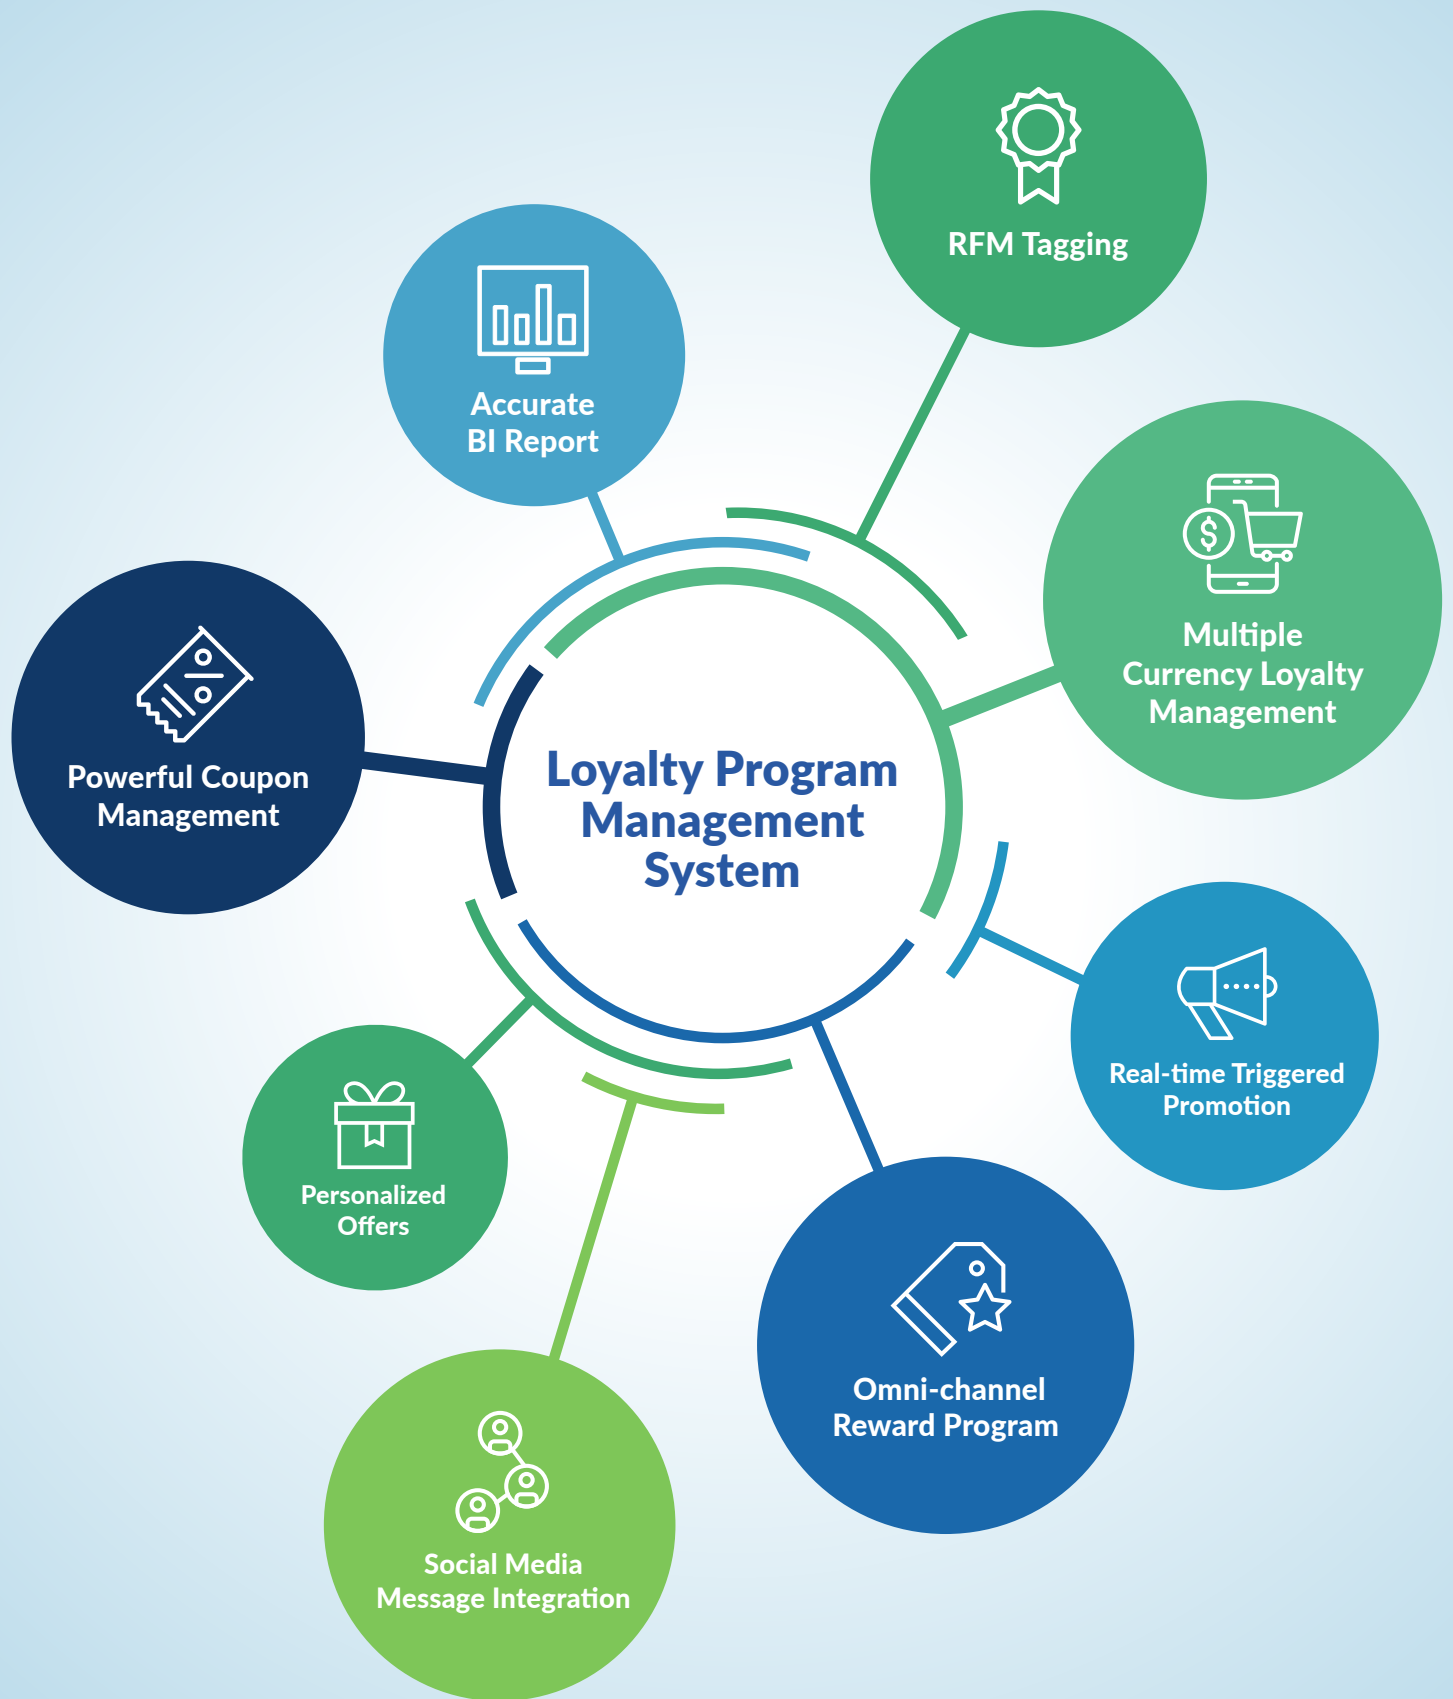 RFM Tagging
Accurate
BI Report
Multiple
Currency Loyalty
Management
Powerful Coupon
Management
Loyalty Program
Management
System
Real-time Triggered
Promotion
Personalized
Offers
Omni-channel
Reward Program
Social Media
Message Integration